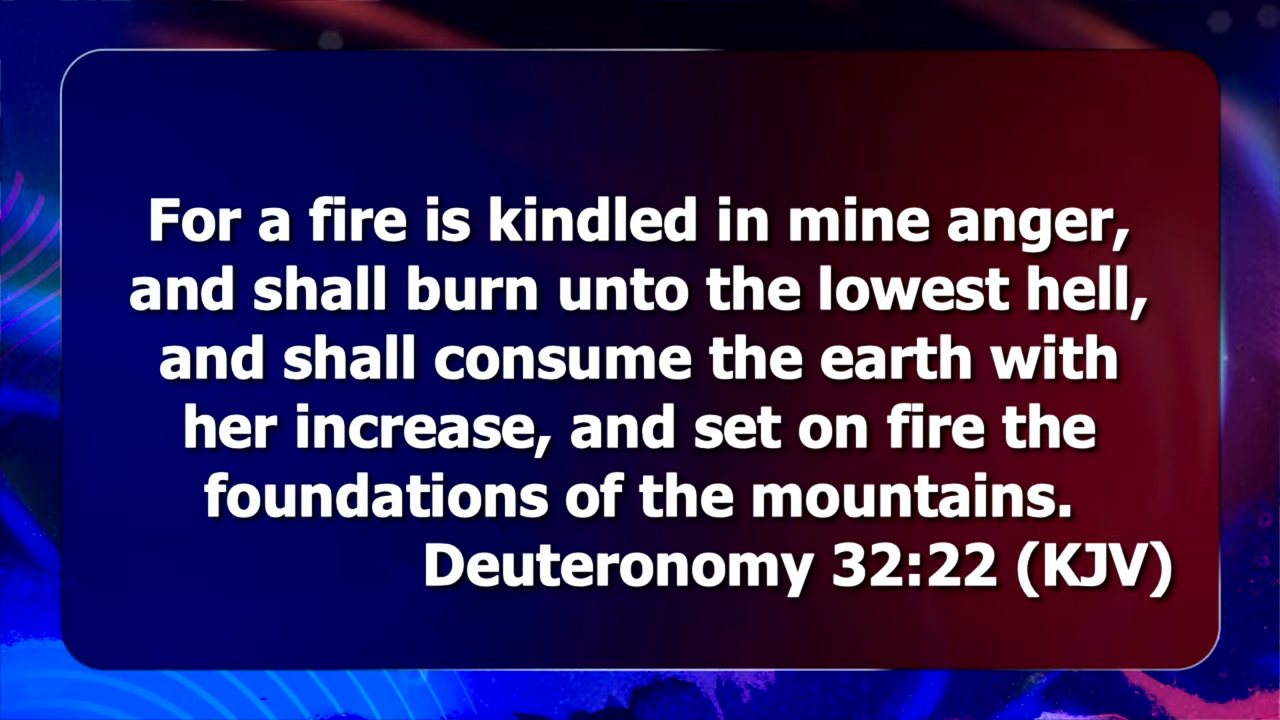 For a fire is kindled in mine anger,
and shall burn unto the lowest hell,
and shall consume the earth with
her increase, and set on fire the
foundations of the mountains.
Deuteronomy 32:22 (KJV)